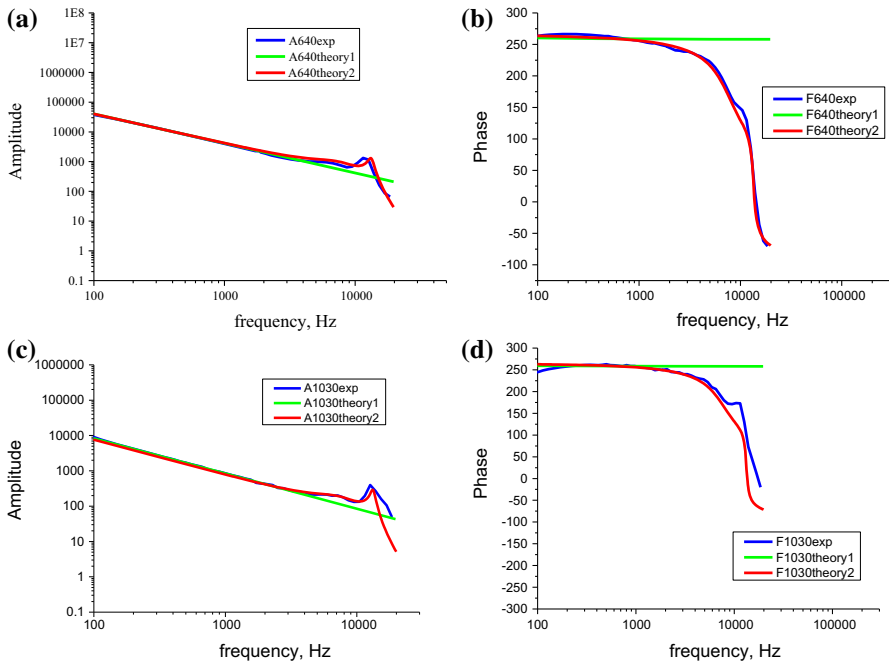 (a)
1E8
1E7
1000000
100000
10000
1000
100
10
1
0.1
Amplitude
A640exp
A640theory1
A640theory2
100
1000
10000
frequency, Hz
(b)
300
250
200
150
100
50
0
-50
-100
Phase
F640exp
F640theory1
F640theory2
100
1000
10000
100000
frequency, Hz
(c)
1000000
100000
10000
1000
100
10
1
0.1
Amplitude
A1030exp
A1030theory1
A1030theory2
100
1000
10000
frequency, Hz
(d)
300
250
200
150
100
50
0
-50
-100
-150
-200
-250
-300
Phase
F1030exp
F1030theory1
F1030theory2
100
1000
10000
100000
frequency, Hz